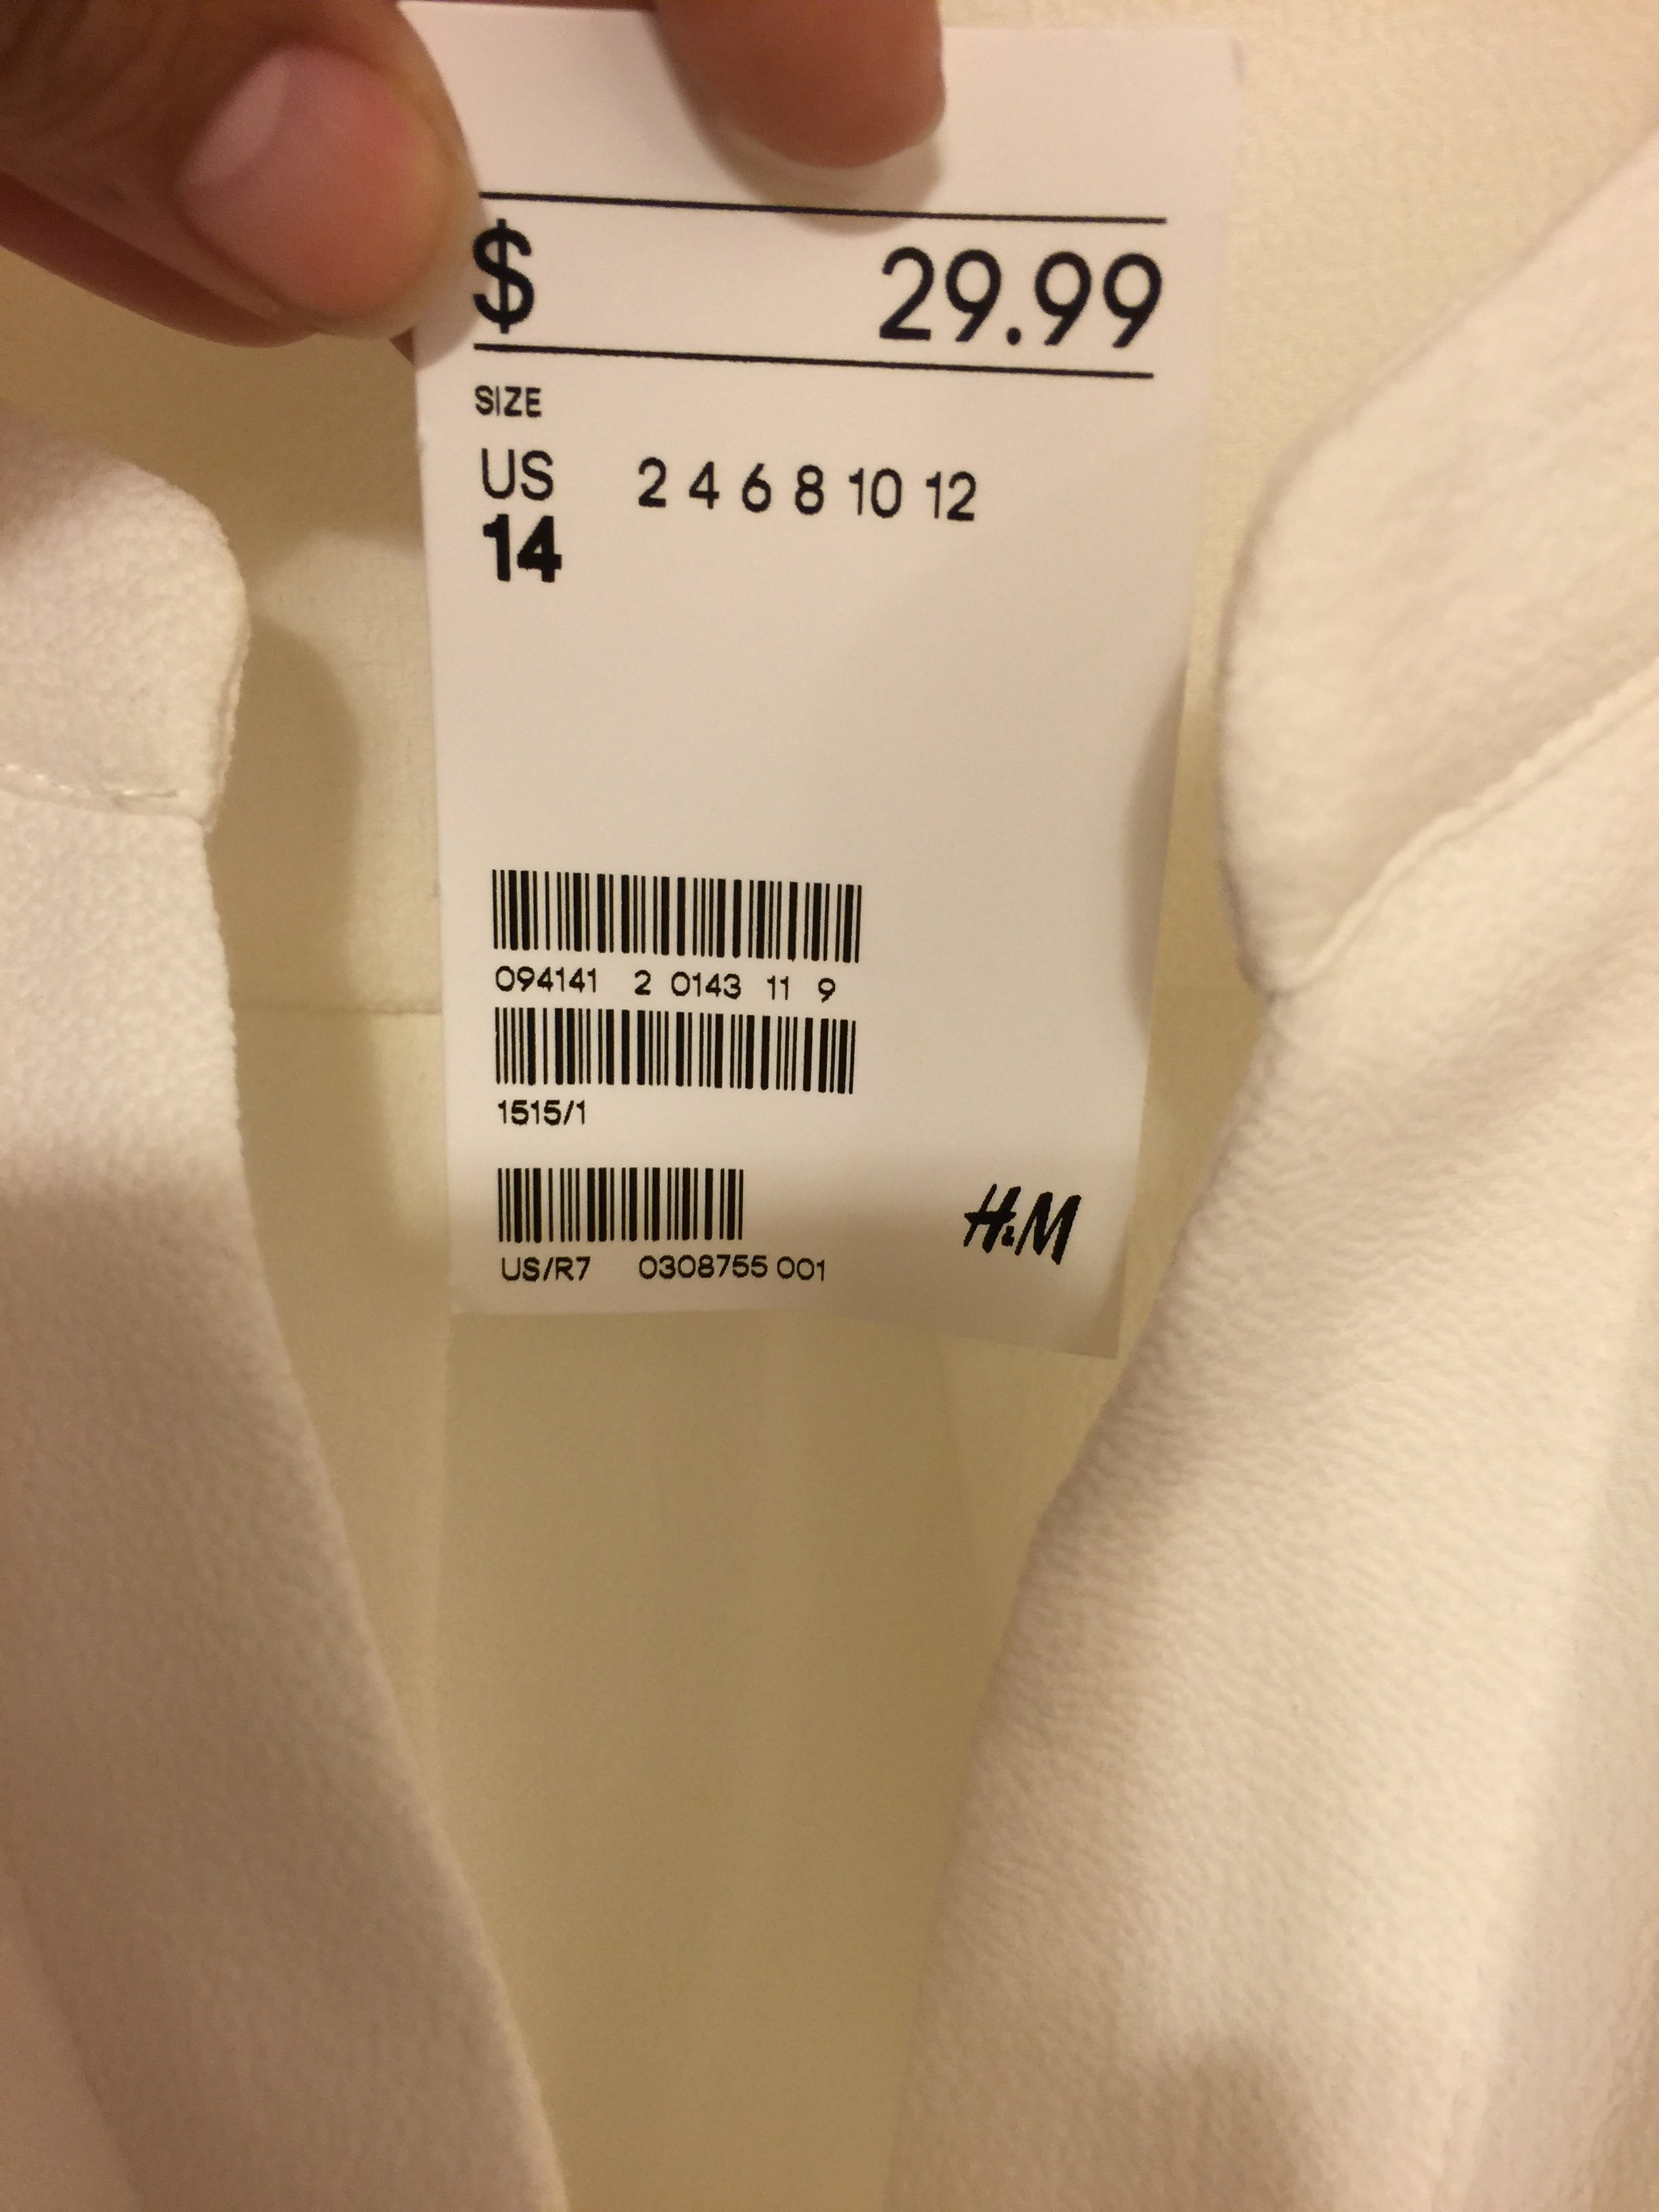 $ 29.99
SIZE
US 2 4 6 8 10 12
14
094141 2 0143 11 9
1515/1
US/R7 0308755 001
H&M